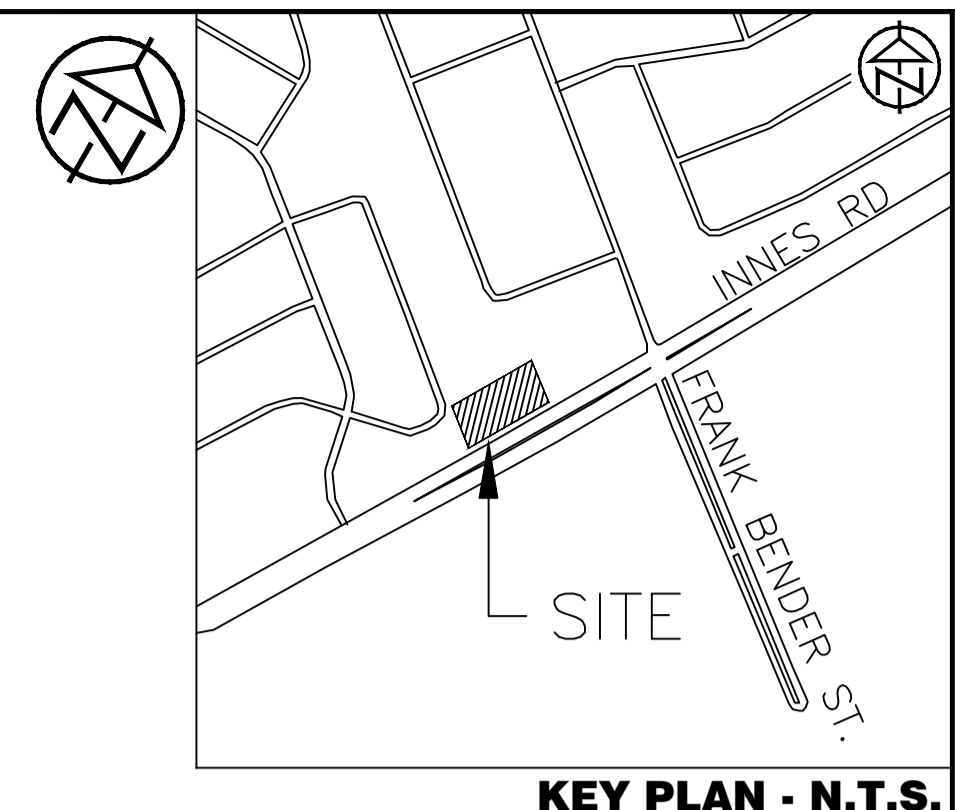 INNES RD
FRANK BENDER ST.
SITE
KEY PLAN - N.T.S.